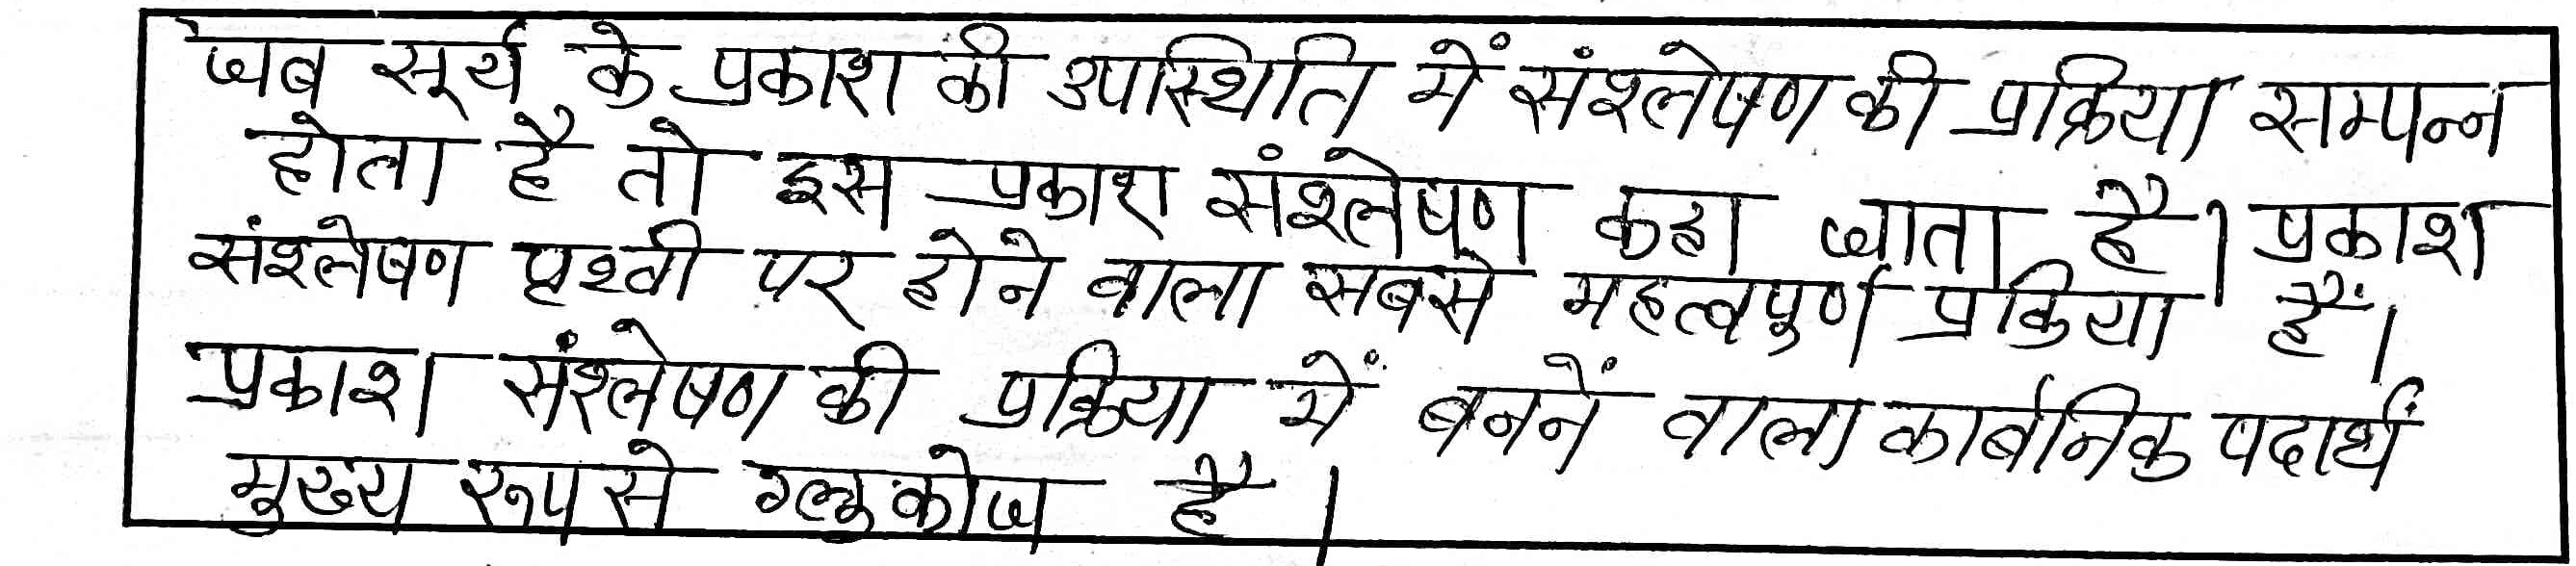 जब सूर्य के प्रकाश की उपस्थिति में संश्लेषण की प्रक्रिया सम्पन्न
होता है तो इस प्रकाश संश्लेषण कहा जाता है। प्रकाश
संश्लेषण पृथ्वी पर होने वाला सबसे महत्वपुर्ण प्रक्रिया हैं।
प्रकाश संश्लेषण की प्रक्रिया में बननें वाला कार्बनिक पदार्थ
मुख्य रूप से ग्लुकोज है।